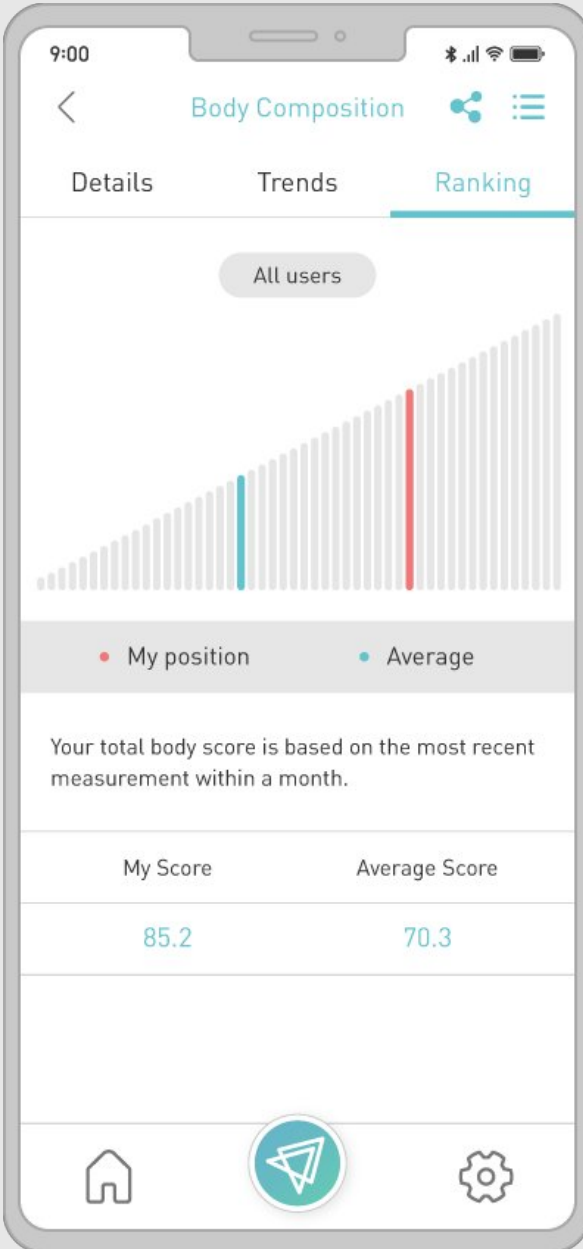 9:00
Body Composition
Details Trends Ranking
All users
My position Average
Your total body score is based on the most recent
measurement within a month.
My Score Average Score
85.2 70.3